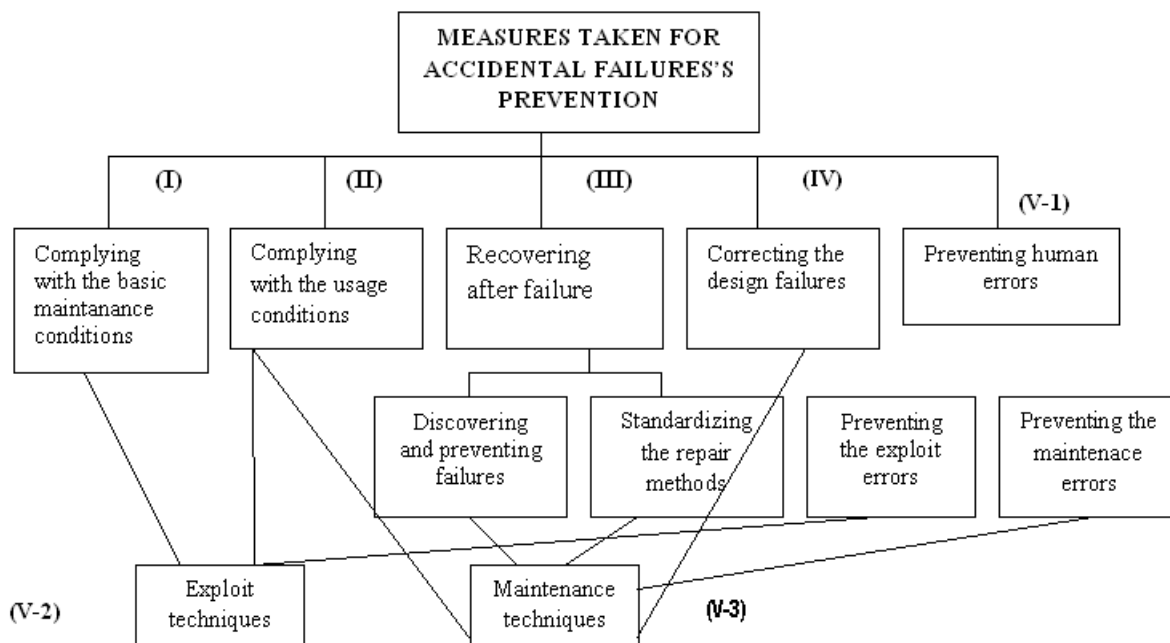 MEASURES TAKEN FOR
ACCIDENTAL FAILURES'S
PREVENTION
(I)
(II)
(III)
(IV)
(V-1)
Complying
with the basic
maintanance
conditions
Complying
with the usage
conditions
Recovering
after failure
Correcting the
design failures
Preventing human
errors
Discovering
and preventing
failures
Standardizing
the repair
methods
Preventing
the exploit
errors
Preventing the
maintenace
errors
(V-2)
Exploit
techniques
Maintenance
techniques
(V-3)